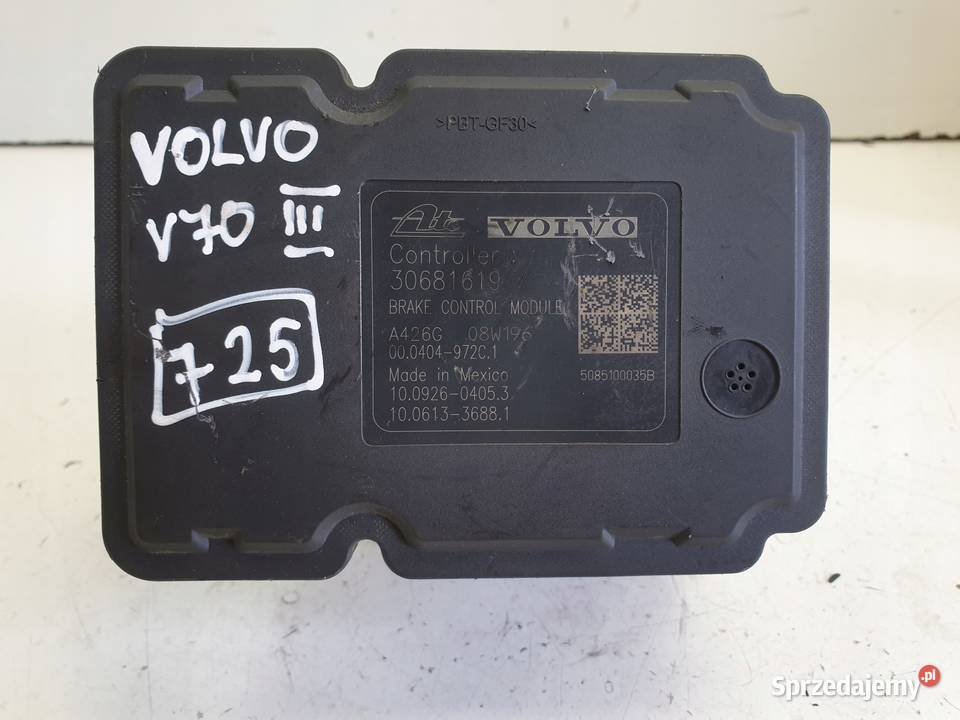 >PBT-GF30<
VOLVO
V70 III
725
Ate VOLVO
Controller
30681619
BRAKE CONTROL MODULE
A426G 08W196
00.0404-972C.1
Made in Mexico
10.0926-0405.3
10.0613-3688.1
5085100035B
Sprzedajemy.pl